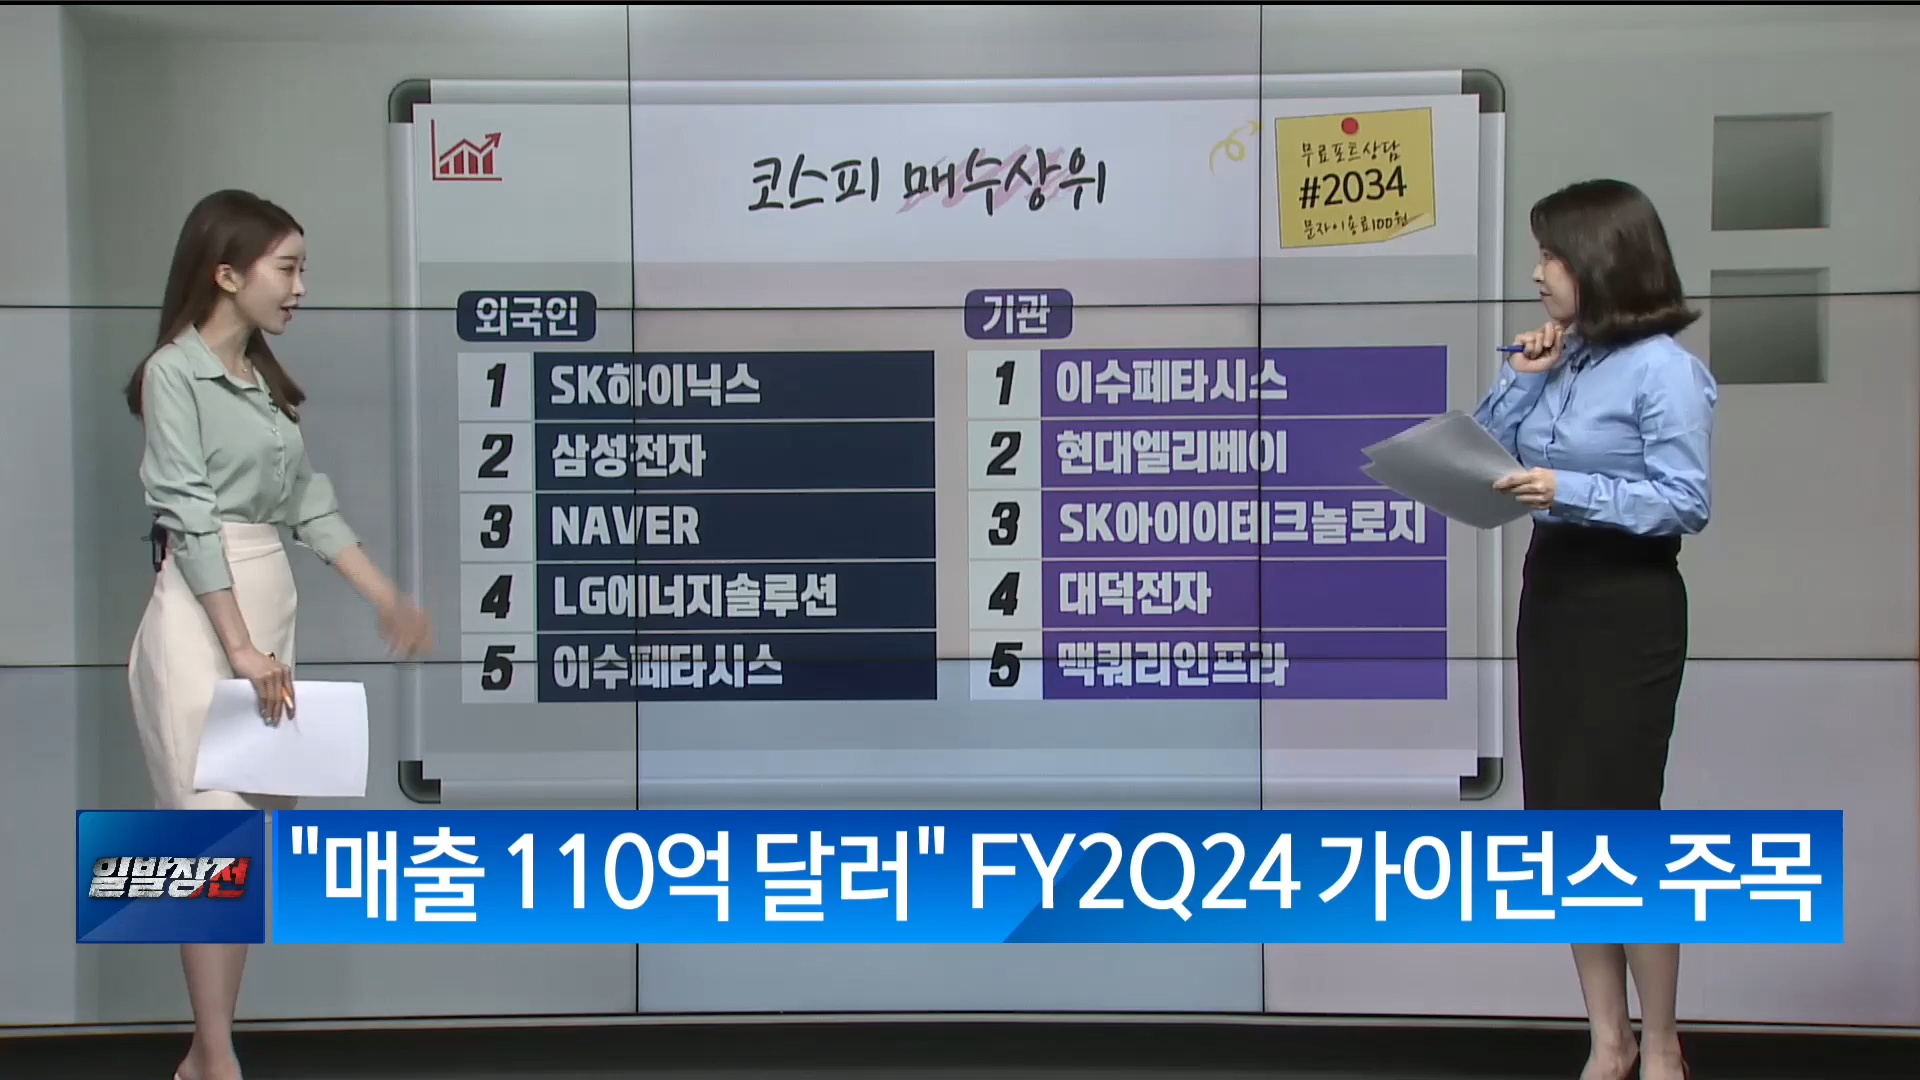 코스피 매수상위
무료포트상담
#2034
문자이용료100원
외국인
1 SK하이닉스
2 삼성전자
3 NAVER
4 LG에너지솔루션
5 이수페타시스
기관
1 이수페타시스
2 현대엘리베이
3 SK아이이테크놀로지
4 대덕전자
5 맥쿼리인프라
일발장전
"매출 110억 달러" FY2Q24 가이던스 주목